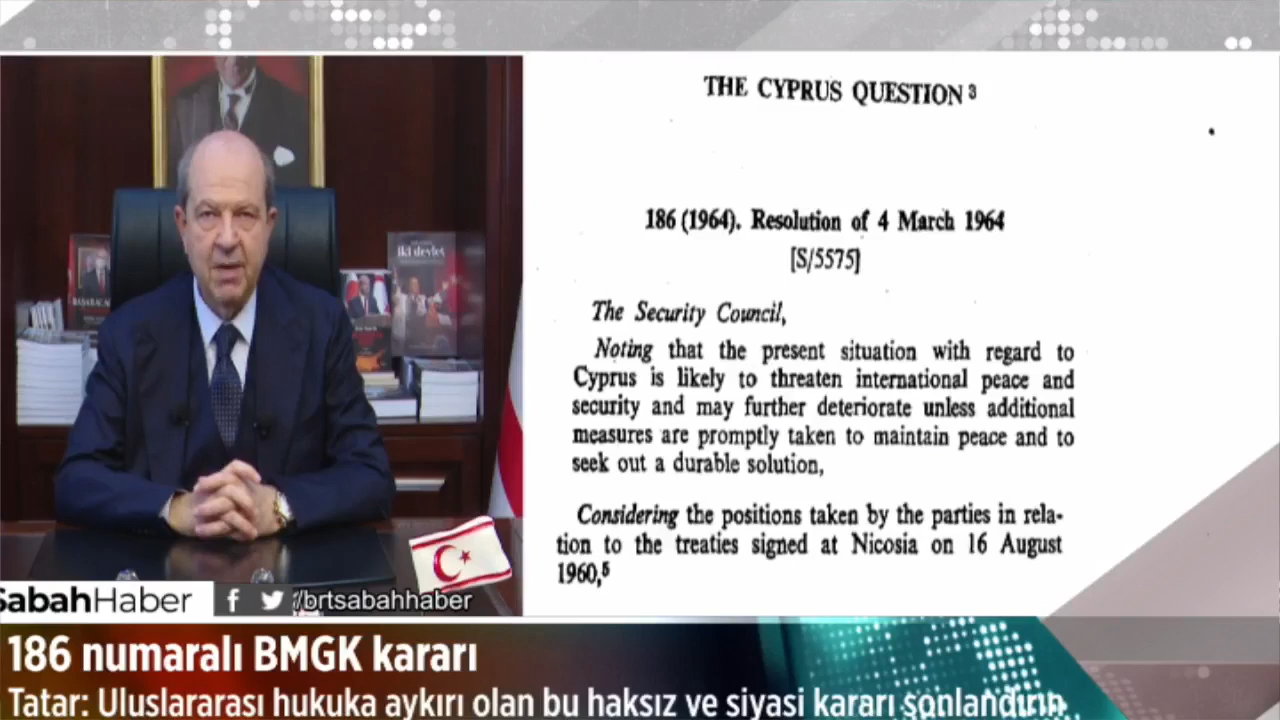 THE CYPRUS QUESTION 3
186 (1964). Resolution of 4 March 1964
[S/5575]
The Security Council,
Noting that the present situation with regard to
Cyprus is likely to threaten international peace and
security and may further deteriorate unless additional
measures are promptly taken to maintain peace and to
seek out a durable solution,
Considering the positions taken by the parties in rela-
tion to the treaties signed at Nicosia on 16 August
1960,5
iki devlet
SabahHaber
/brtsabahhaber
186 numaralı BMGK kararı
Tatar: Uluslararası hukuka aykırı olan bu haksız ve siyasi kararı sonlandırın